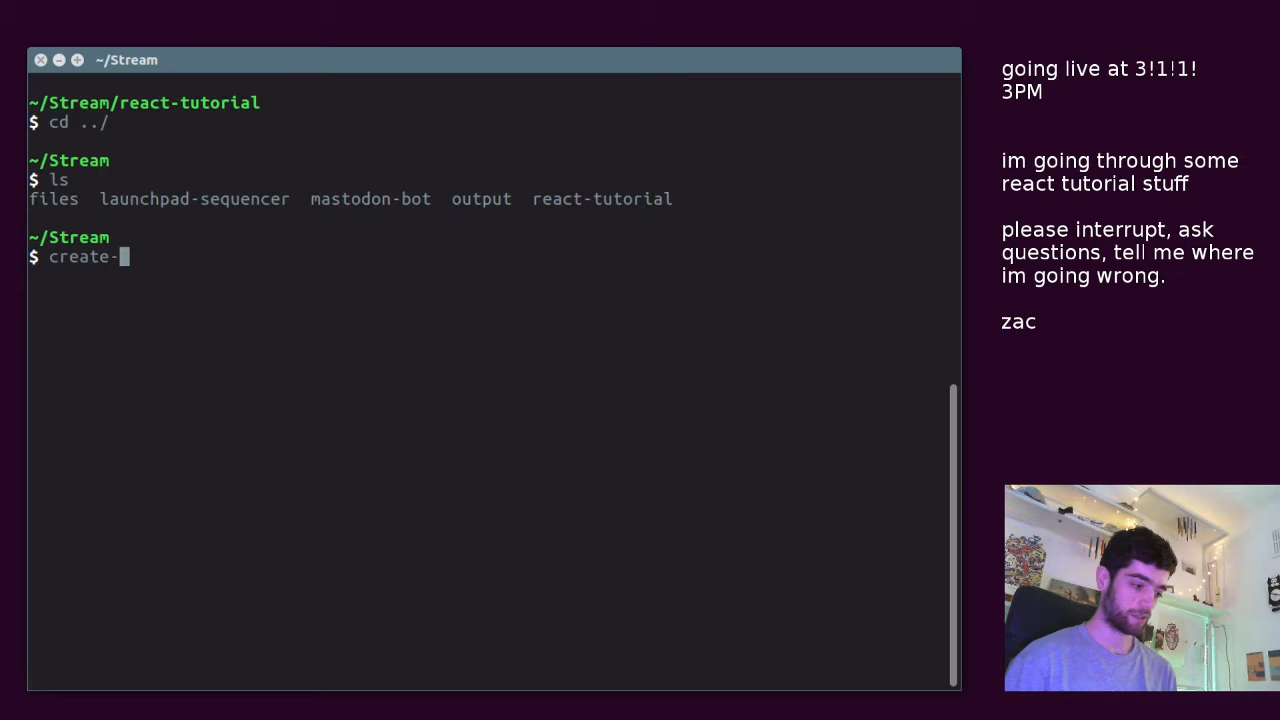 ~/Stream
~/Stream/react-tutorial
$ cd ../
~/Stream
$ ls
files launchpad-sequencer mastodon-bot output react-tutorial
~/Stream
$ create-
going live at 3!1!1!
3PM
im going through some
react tutorial stuff
please interrupt, ask
questions, tell me where
im going wrong.
zac